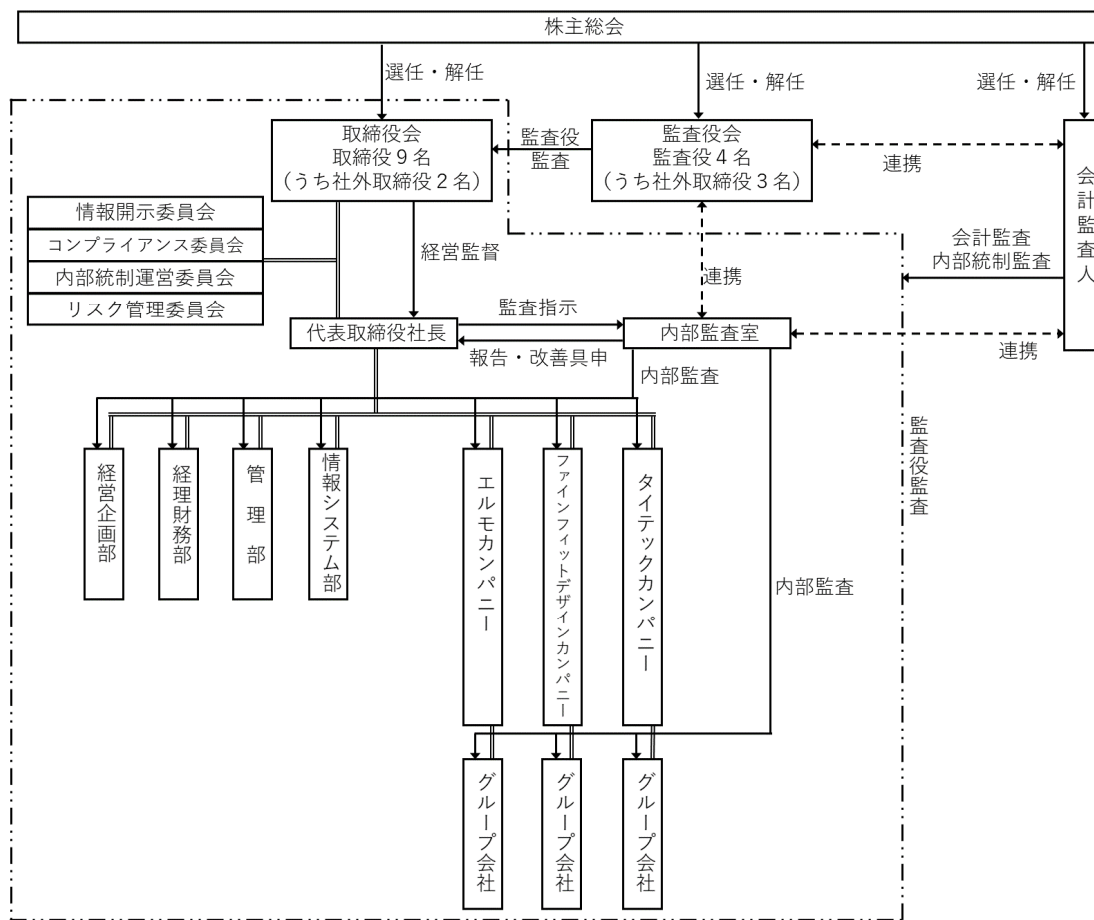 株主総会
選任・解任
選任・解任
選任・解任
取締役会
取締役９名
（うち社外取締役２名）
監査役
監査
監査役会
監査役４名
（うち社外取締役３名）
連携
会計監査人
情報開示委員会
コンプライアンス委員会
内部統制運営委員会
リスク管理委員会
経営監督
連携
会計監査
内部統制監査
代表取締役社長
監査指示
報告・改善具申
内部監査室
連携
内部監査
監査役監査
経営企画部
経理財務部
管理部
情報システム部
エルモカンパニー
ファインフィットデザインカンパニー
タイテックカンパニー
内部監査
グループ会社
グループ会社
グループ会社